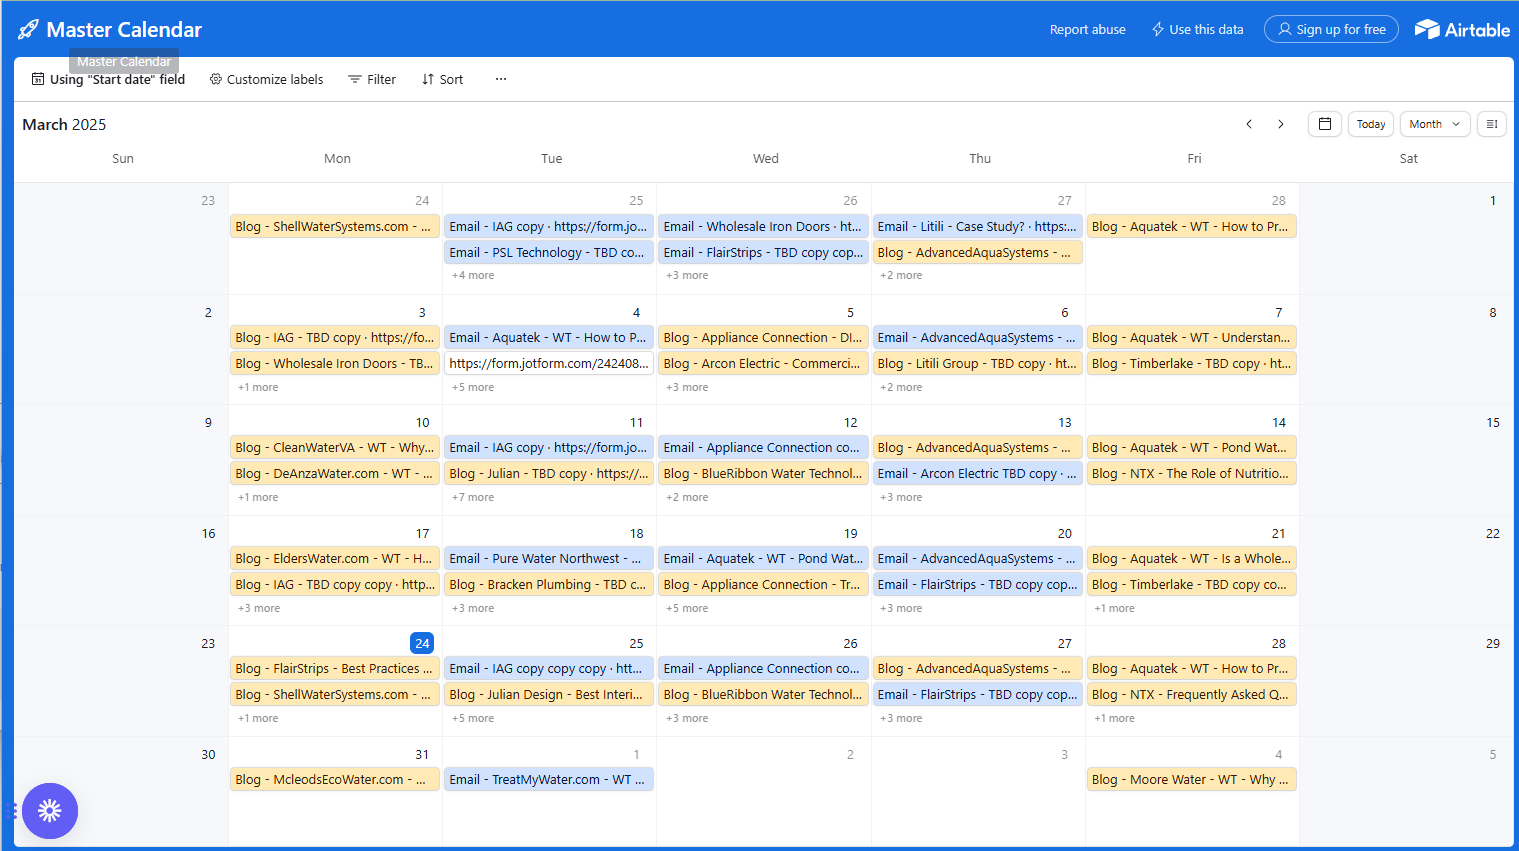 Master Calendar
Report abuse
Use this data
Sign up for free
Airtable
Master Calendar
Using "Start date" field
Customize labels
Filter
Sort
...
March 2025
Today
Month
Sun Mon Tue Wed Thu Fri Sat
23 24 25 26 27 28 1
Blog - ShellWaterSystems.com - ...
Email - IAG copy · https://form.jo...
Email - Wholesale Iron Doors · ht...
Email - Litili - Case Study? · https:...
Blog - Aquatek - WT - How to Pr...
Email - PSL Technology - TBD co...
Email - FlairStrips - TBD copy cop...
Blog - AdvancedAquaSystems - ...
+4 more
+3 more
+2 more
2 3 4 5 6 7 8
Blog - IAG - TBD copy · https://fo...
Email - Aquatek - WT - How to P...
Blog - Appliance Connection - DI...
Email - AdvancedAquaSystems - ...
Blog - Aquatek - WT - Understan...
Blog - Wholesale Iron Doors - TB...
https://form.jotform.com/242408...
Blog - Arcon Electric - Commerci...
Blog - Litili Group - TBD copy · ht...
Blog - Timberlake - TBD copy · ht...
+1 more
+5 more
+3 more
+2 more
9 10 11 12 13 14 15
Blog - CleanWaterVA - WT - Why...
Email - IAG copy · https://form.jo...
Email - Appliance Connection co...
Blog - AdvancedAquaSystems - ...
Blog - Aquatek - WT - Pond Wat...
Blog - DeAnzaWater.com - WT - ...
Blog - Julian - TBD copy · https://...
Blog - BlueRibbon Water Technol...
Email - Arcon Electric TBD copy · ...
Blog - NTX - The Role of Nutritio...
+1 more
+7 more
+2 more
+3 more
16 17 18 19 20 21 22
Blog - EldersWater.com - WT - H...
Email - Pure Water Northwest - ...
Email - Aquatek - WT - Pond Wat...
Email - AdvancedAquaSystems - ...
Blog - Aquatek - WT - Is a Whole...
Blog - IAG - TBD copy copy · http...
Blog - Bracken Plumbing - TBD c...
Blog - Appliance Connection - Tr...
Email - FlairStrips - TBD copy cop...
Blog - Timberlake - TBD copy co...
+3 more
+3 more
+5 more
+3 more
+1 more
23 24 25 26 27 28 29
Blog - FlairStrips - Best Practices ...
Email - IAG copy copy copy · htt...
Email - Appliance Connection co...
Blog - AdvancedAquaSystems - ...
Blog - Aquatek - WT - How to Pr...
Blog - ShellWaterSystems.com - ...
Blog - Julian Design - Best Interi...
Blog - BlueRibbon Water Technol...
Email - FlairStrips - TBD copy cop...
Blog - NTX - Frequently Asked Q...
+1 more
+5 more
+3 more
+3 more
+1 more
30 31 1 2 3 4 5
Blog - McleodsEcoWater.com - ...
Email - TreatMyWater.com - WT ...
Blog - Moore Water - WT - Why ...